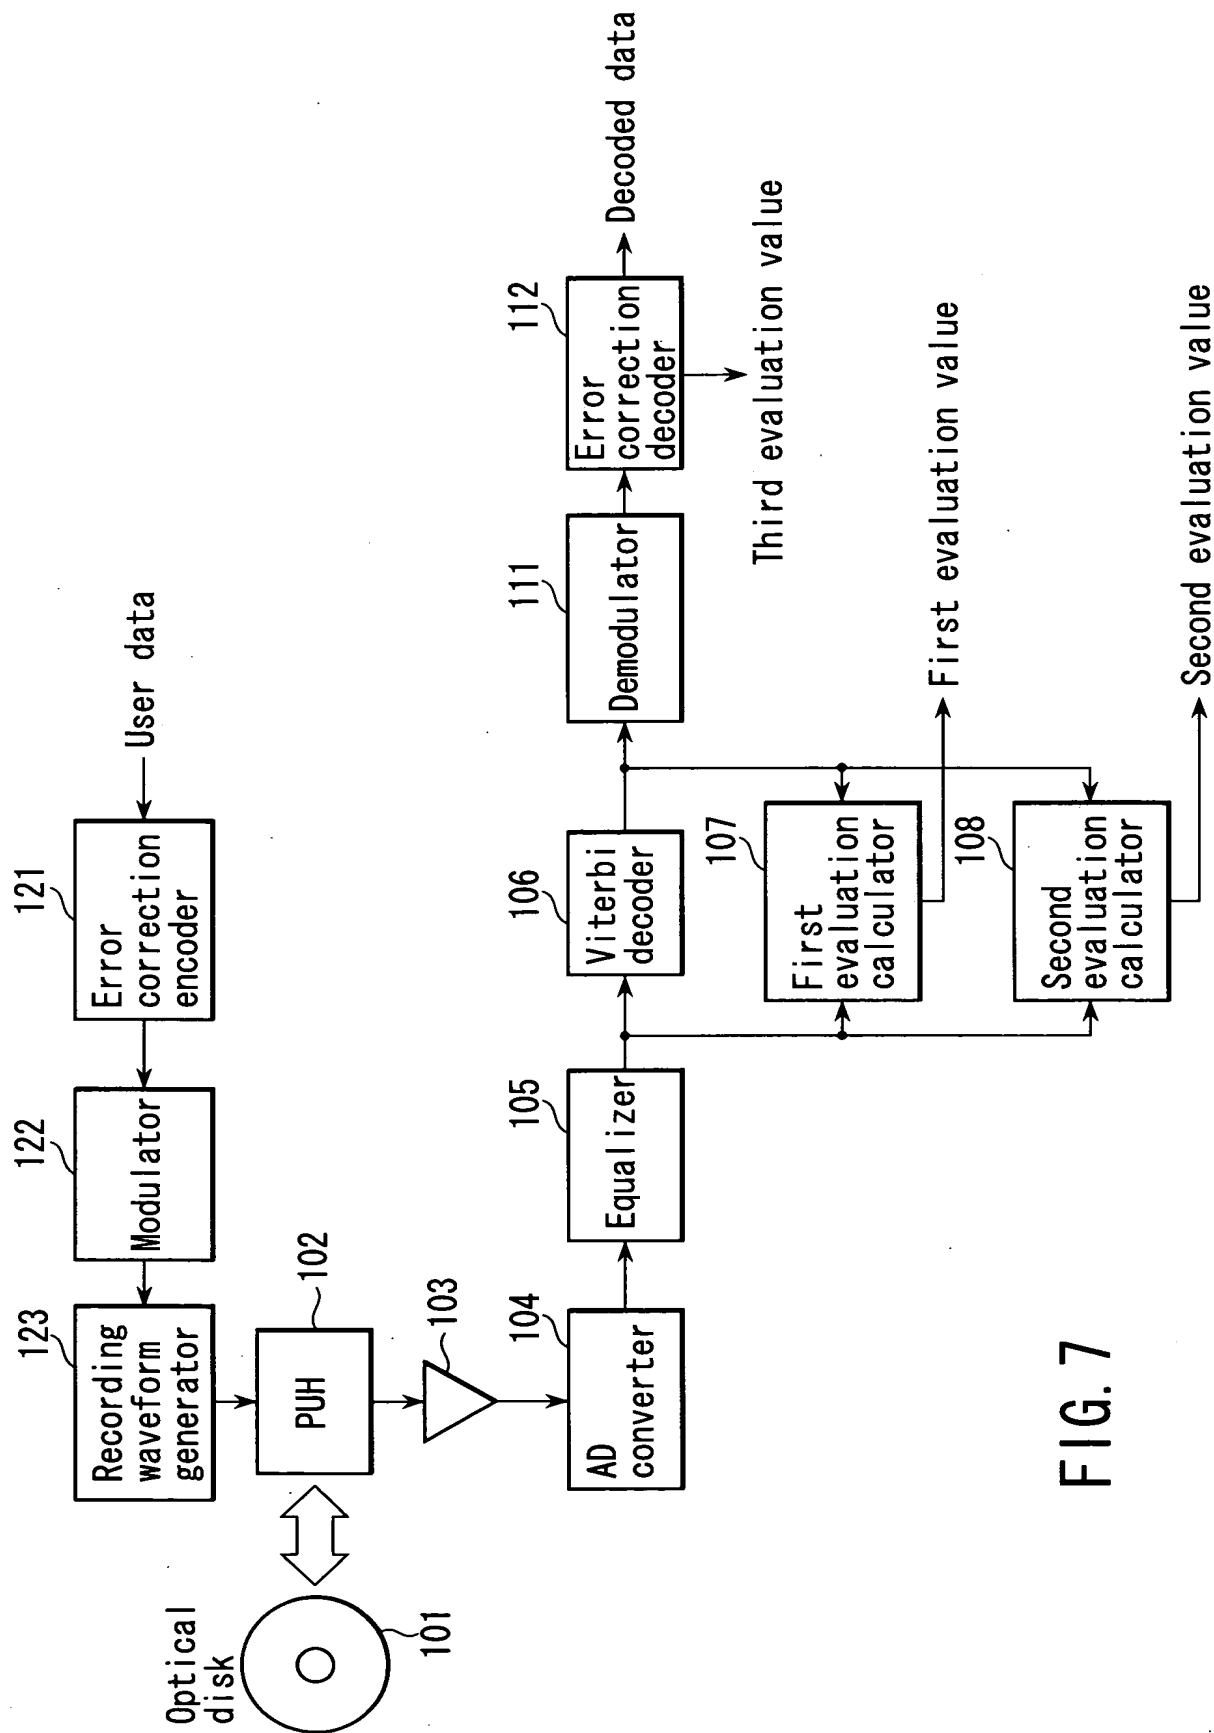 121
Error
correction
encoder
User data
122
Modulator
123
Recording
waveform
generator
Optical
disk
101
102
PUH
103
104
AD
converter
105
Equalizer
106
Viterbi
decoder
111
Demodulator
112
Error
correction
decoder
Decoded data
Third evaluation value
107
First
evaluation
calculator
First evaluation value
108
Second
evaluation
calculator
Second evaluation value
FIG. 7